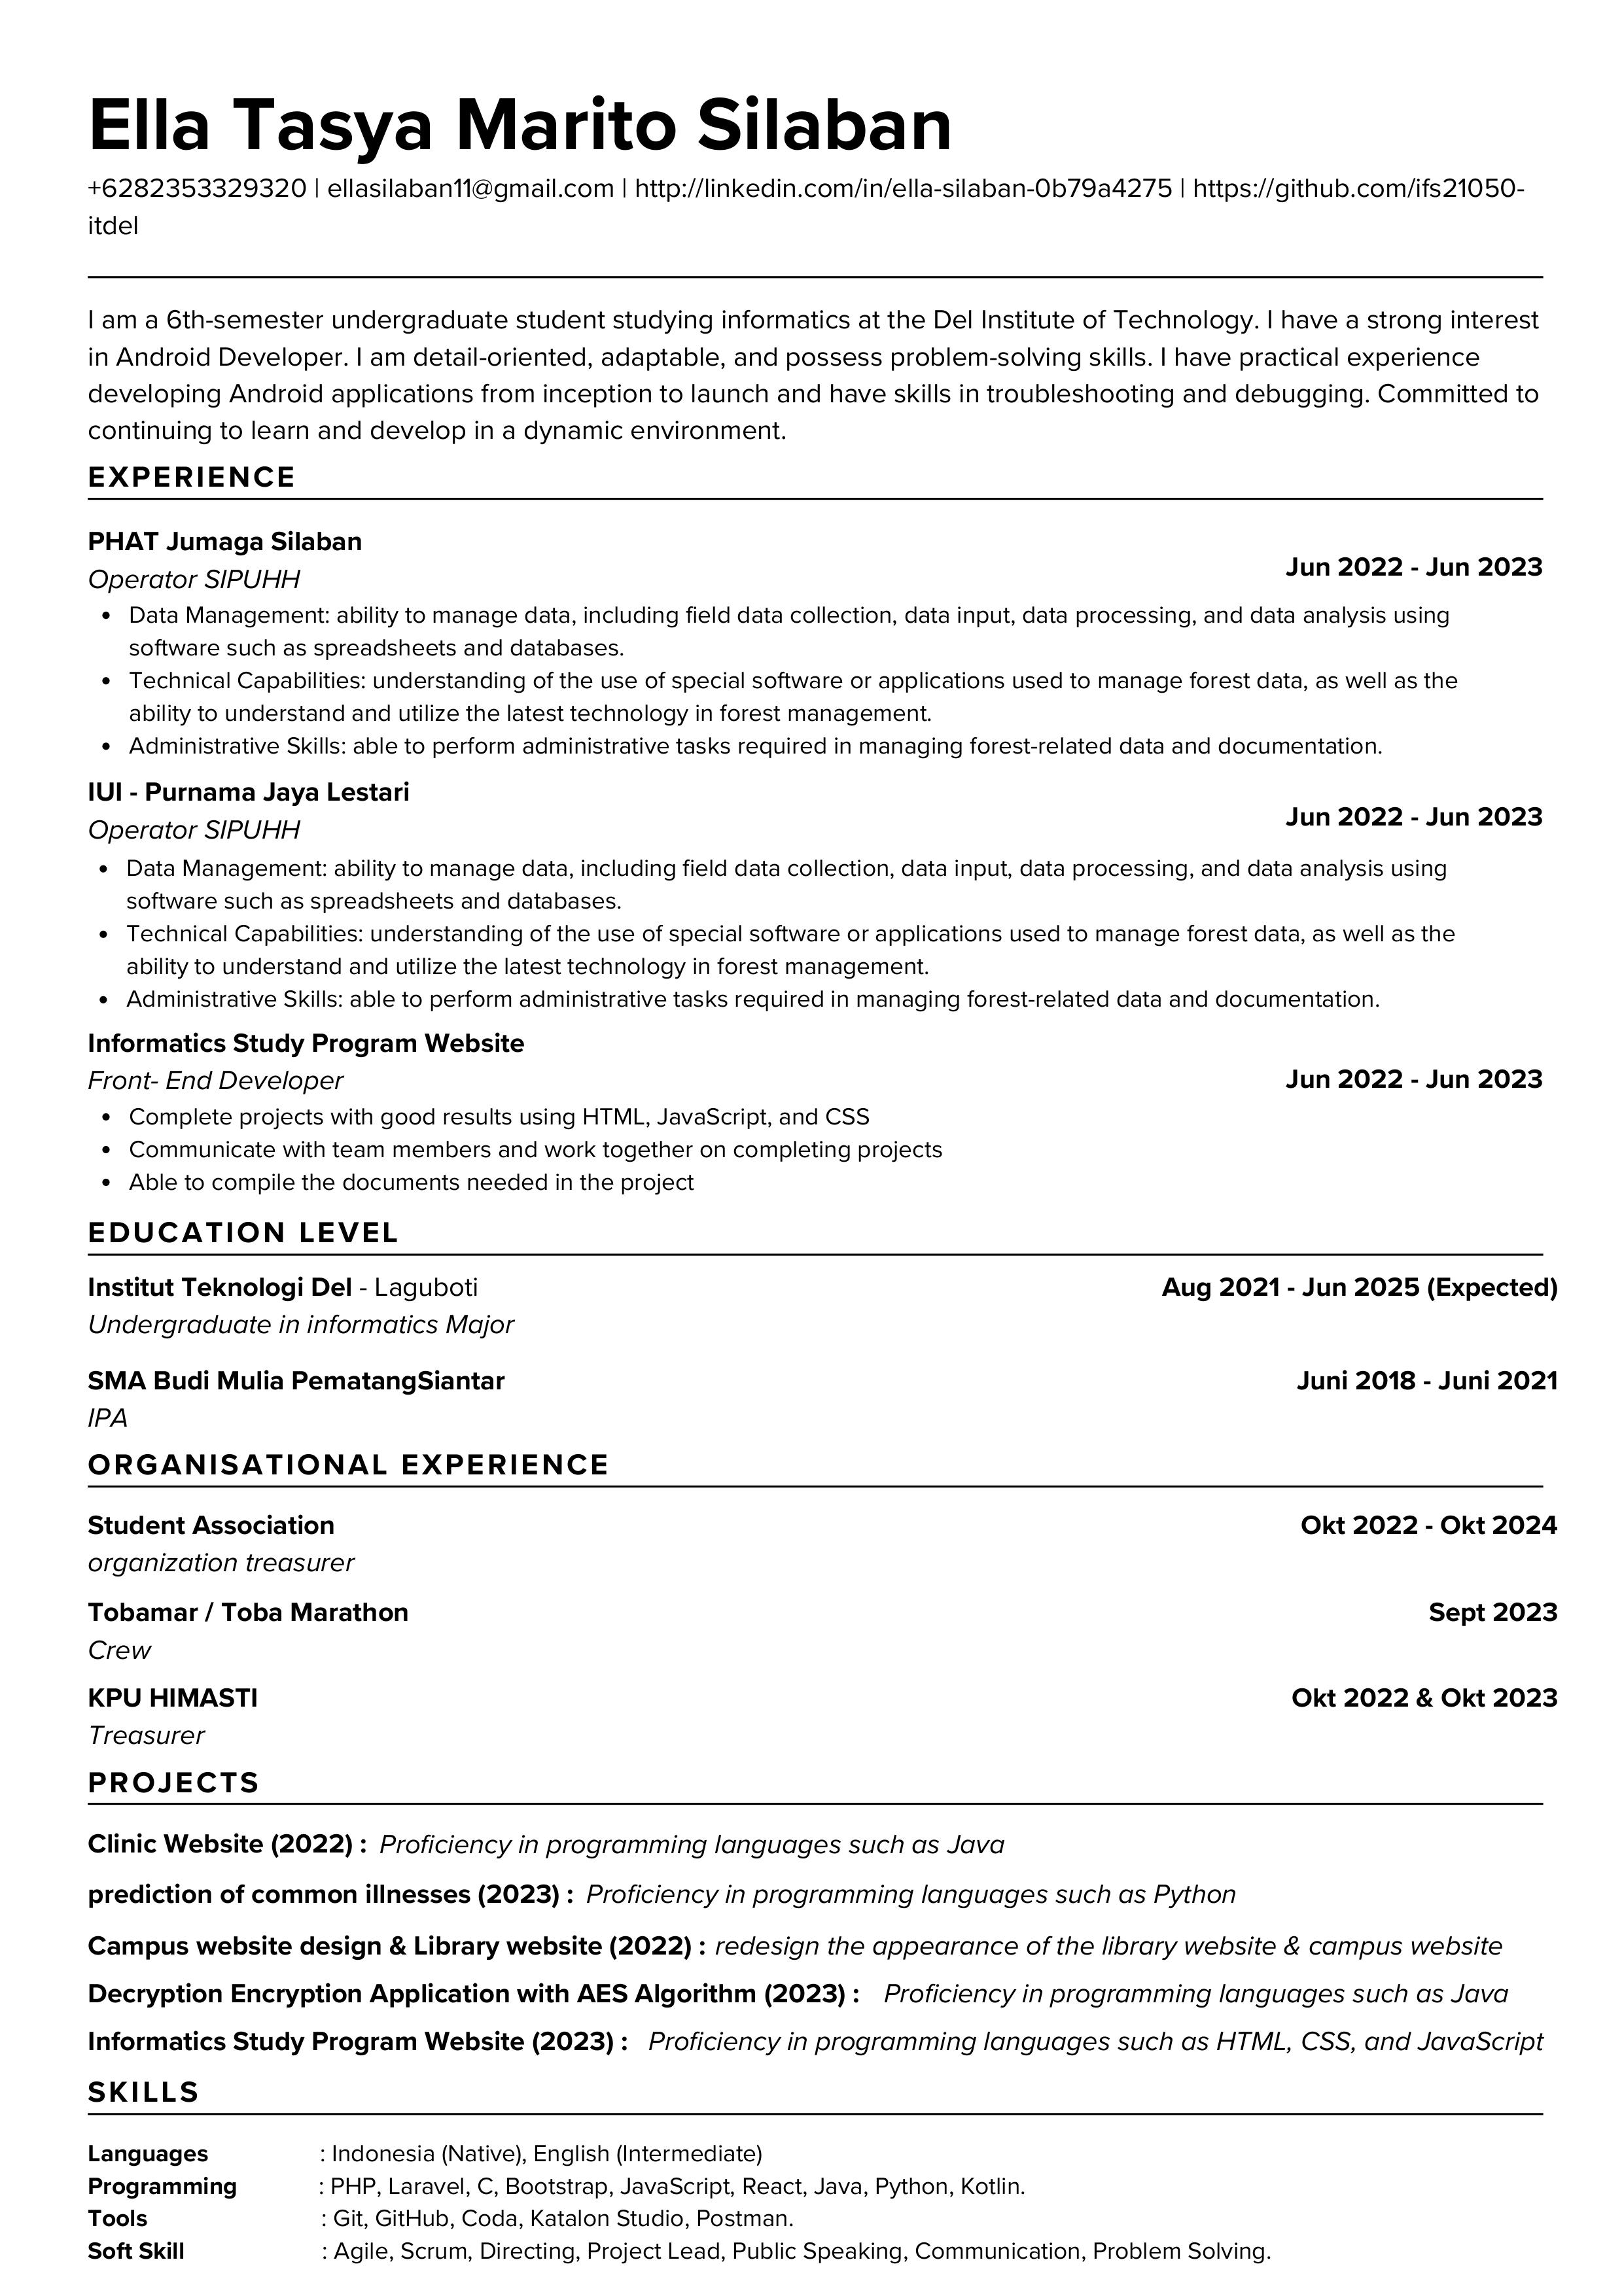 Ella Tasya Marito Silaban
+6282353329320 | ellasilaban11@gmail.com | http://linkedin.com/in/ella-silaban-0b79a4275 | https://github.com/ifs21050-
itdel
I am a 6th-semester undergraduate student studying informatics at the Del Institute of Technology. I have a strong interest
in Android Developer. I am detail-oriented, adaptable, and possess problem-solving skills. I have practical experience
developing Android applications from inception to launch and have skills in troubleshooting and debugging. Committed to
continuing to learn and develop in a dynamic environment.
EXPERIENCE
PHAT Jumaga Silaban
Jun 2022 - Jun 2023
Operator SIPUHH
• Data Management: ability to manage data, including field data collection, data input, data processing, and data analysis using
software such as spreadsheets and databases.
• Technical Capabilities: understanding of the use of special software or applications used to manage forest data, as well as the
ability to understand and utilize the latest technology in forest management.
• Administrative Skills: able to perform administrative tasks required in managing forest-related data and documentation.
IUI - Purnama Jaya Lestari
Jun 2022 - Jun 2023
Operator SIPUHH
• Data Management: ability to manage data, including field data collection, data input, data processing, and data analysis using
software such as spreadsheets and databases.
• Technical Capabilities: understanding of the use of special software or applications used to manage forest data, as well as the
ability to understand and utilize the latest technology in forest management.
• Administrative Skills: able to perform administrative tasks required in managing forest-related data and documentation.
Informatics Study Program Website
Front- End Developer Jun 2022 - Jun 2023
• Complete projects with good results using HTML, JavaScript, and CSS
• Communicate with team members and work together on completing projects
• Able to compile the documents needed in the project
EDUCATION LEVEL
Institut Teknologi Del - Laguboti Aug 2021 - Jun 2025 (Expected)
Undergraduate in informatics Major
SMA Budi Mulia PematangSiantar Juni 2018 - Juni 2021
IPA
ORGANISATIONAL EXPERIENCE
Student Association Okt 2022 - Okt 2024
organization treasurer
Tobamar / Toba Marathon Sept 2023
Crew
KPU HIMASTI Okt 2022 & Okt 2023
Treasurer
PROJECTS
Clinic Website (2022) : Proficiency in programming languages such as Java
prediction of common illnesses (2023) : Proficiency in programming languages such as Python
Campus website design & Library website (2022) : redesign the appearance of the library website & campus website
Decryption Encryption Application with AES Algorithm (2023) : Proficiency in programming languages such as Java
Informatics Study Program Website (2023) : Proficiency in programming languages such as HTML, CSS, and JavaScript
SKILLS
Languages : Indonesia (Native), English (Intermediate)
Programming : PHP, Laravel, C, Bootstrap, JavaScript, React, Java, Python, Kotlin.
Tools : Git, GitHub, Coda, Katalon Studio, Postman.
Soft Skill : Agile, Scrum, Directing, Project Lead, Public Speaking, Communication, Problem Solving.